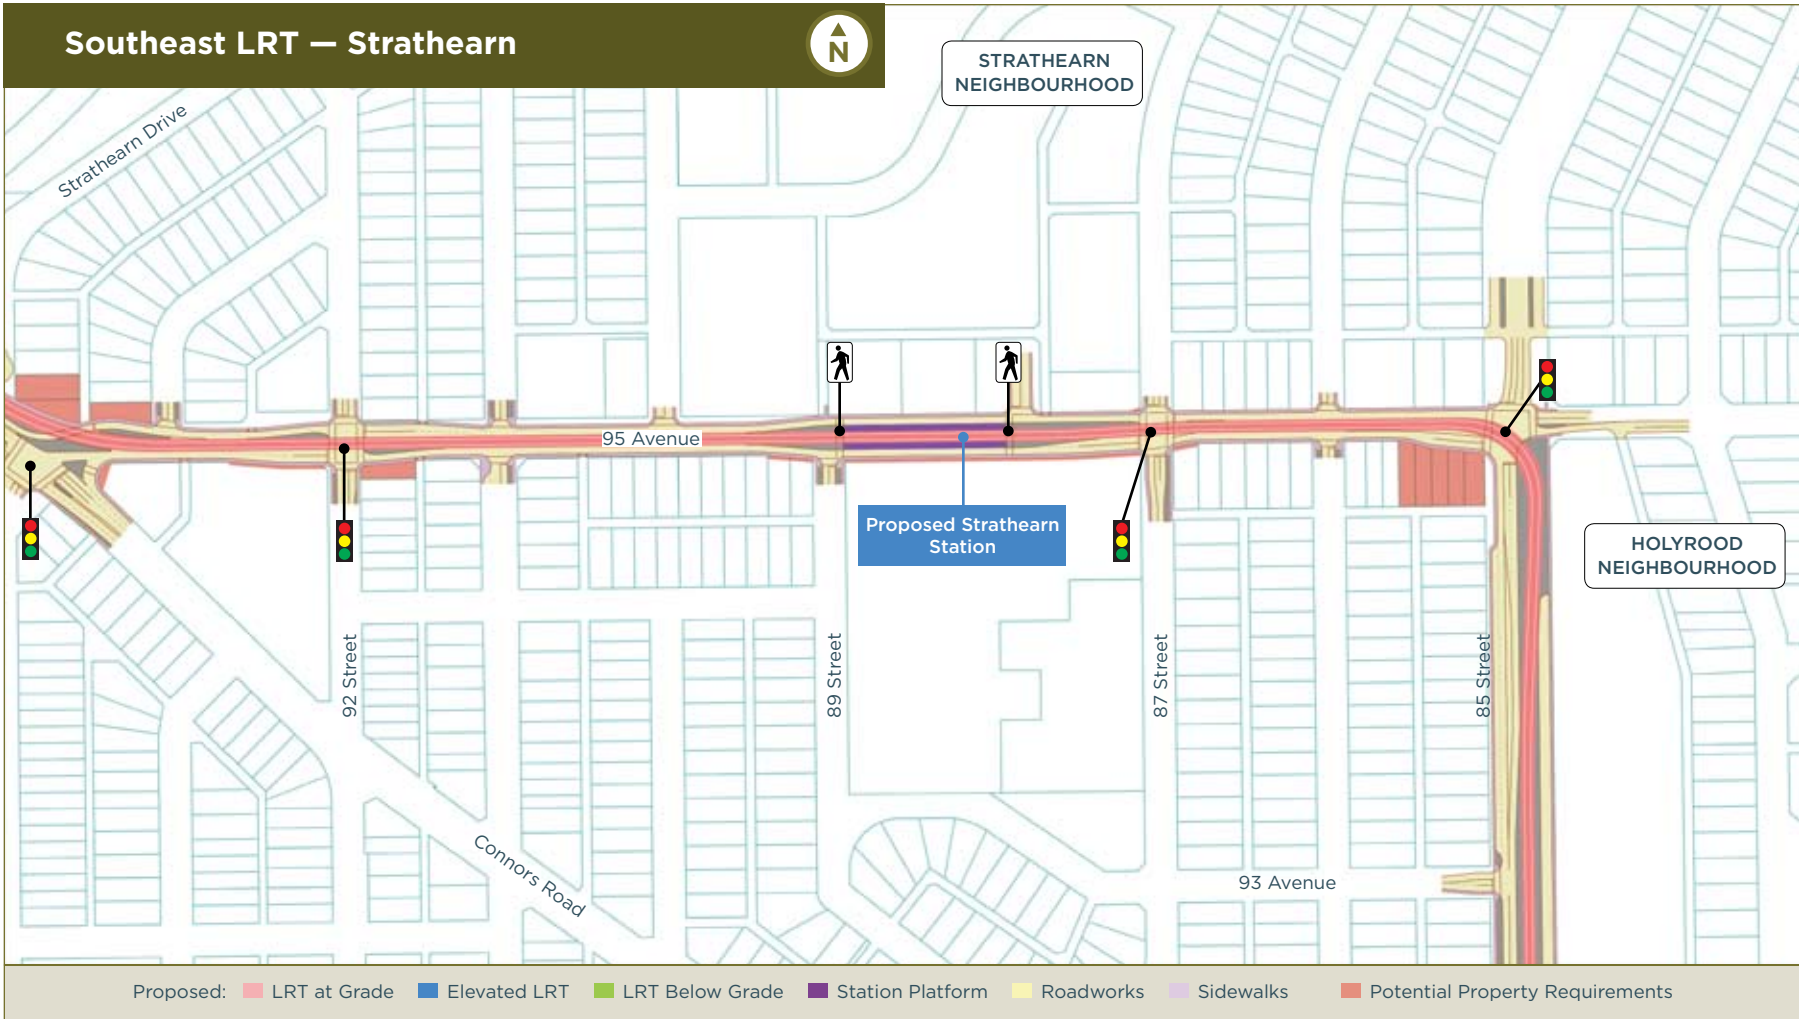 Southeast LRT — Strathearn
N
STRATHEARN
NEIGHBOURHOOD
Strathearn Drive
95 Avenue
Proposed Strathearn
Station
HOLYROOD
NEIGHBOURHOOD
92 Street
89 Street
87 Street
85 Street
Connors Road
93 Avenue
Proposed: LRT at Grade Elevated LRT LRT Below Grade Station Platform Roadworks Sidewalks Potential Property Requirements